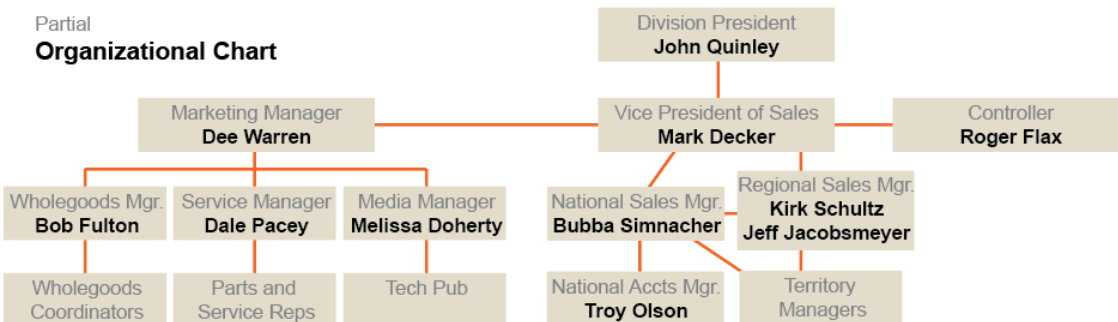 Partial
Organizational Chart
Division President
John Quinley
Marketing Manager
Dee Warren
Vice President of Sales
Mark Decker
Controller
Roger Flax
Wholegoods Mgr.
Bob Fulton
Service Manager
Dale Pacey
Media Manager
Melissa Doherty
National Sales Mgr.
Bubba Simnacher
Regional Sales Mgr.
Kirk Schultz
Jeff Jacobsmeyer
Wholegoods
Coordinators
Parts and
Service Reps
Tech Pub
National Accts Mgr.
Troy Olson
Territory
Managers